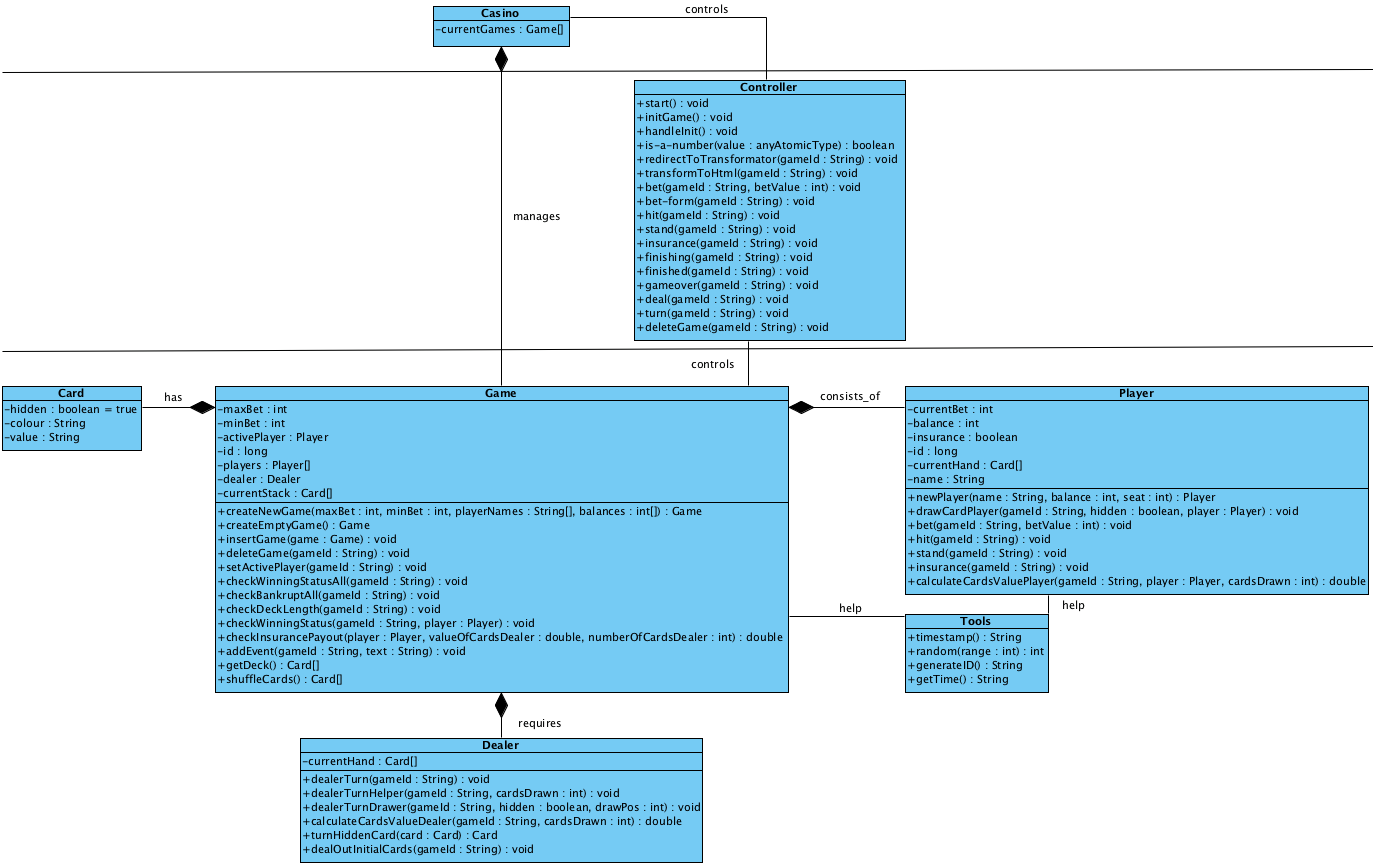 Casino
-currentGames : Game[]
controls
Controller
+start() : void
+initGame() : void
+handleInit() : void
+is-a-number(value : anyAtomicType) : boolean
+redirectToTransformator(gameId : String) : void
+transformToHtml(gameId : String) : void
+bet(gameId : String, betValue : int) : void
+bet-form(gameId : String) : void
+hit(gameId : String) : void
+stand(gameId : String) : void
+insurance(gameId : String) : void
+finishing(gameId : String) : void
+finished(gameId : String) : void
+gameover(gameId : String) : void
+deal(gameId : String) : void
+turn(gameId : String) : void
+deleteGame(gameId : String) : void
manages
controls
Card
-hidden : boolean = true
-colour : String
-value : String
has
Game
-maxBet : int
-minBet : int
-activePlayer : Player
-id : long
-players : Player[]
-dealer : Dealer
-currentStack : Card[]
+createNewGame(maxBet : int, minBet : int, playerNames : String[], balances : int[]) : Game
+createEmptyGame() : Game
+insertGame(game : Game) : void
+deleteGame(gameId : String) : void
+setActivePlayer(gameId : String) : void
+checkWinningStatusAll(gameId : String) : void
+checkBankruptAll(gameId : String) : void
+checkDeckLength(gameId : String) : void
+checkWinningStatus(gameId : String, player : Player) : void
+checkInsurancePayout(player : Player, valueOfCardsDealer : double, numberOfCardsDealer : int) : double
+addEvent(gameId : String, text : String) : void
+getDeck() : Card[]
+shuffleCards() : Card[]
consists_of
Player
-currentBet : int
-balance : int
-insurance : boolean
-id : long
-currentHand : Card[]
-name : String
+newPlayer(name : String, balance : int, seat : int) : Player
+drawCardPlayer(gameId : String, hidden : boolean, player : Player) : void
+bet(gameId : String, betValue : int) : void
+hit(gameId : String) : void
+stand(gameId : String) : void
+insurance(gameId : String) : void
+calculateCardsValuePlayer(gameId : String, player : Player, cardsDrawn : int) : double
help
help
Tools
+timestamp() : String
+random(range : int) : int
+generateID() : String
+getTime() : String
requires
Dealer
-currentHand : Card[]
+dealerTurn(gameId : String) : void
+dealerTurnHelper(gameId : String, cardsDrawn : int) : void
+dealerTurnDrawer(gameId : String, hidden : boolean, drawPos : int) : void
+calculateCardsValueDealer(gameId : String, cardsDrawn : int) : double
+turnHiddenCard(card : Card) : Card
+dealOutInitialCards(gameId : String) : void